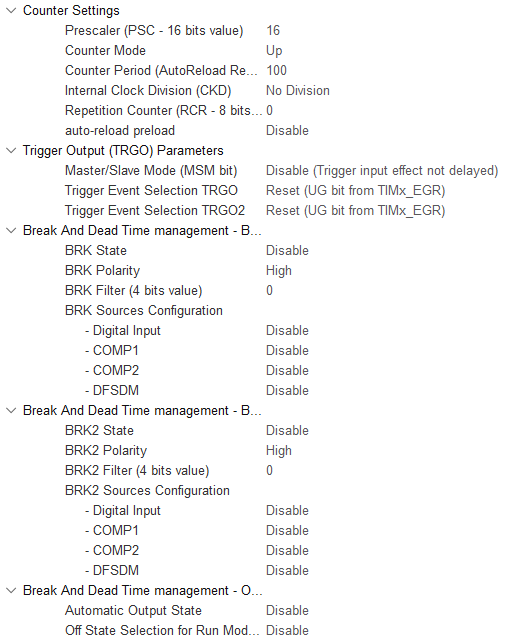 Counter Settings
Prescaler (PSC - 16 bits value) 16
Counter Mode Up
Counter Period (AutoReload Re... 100
Internal Clock Division (CKD) No Division
Repetition Counter (RCR - 8 bits... 0
auto-reload preload Disable
Trigger Output (TRGO) Parameters
Master/Slave Mode (MSM bit) Disable (Trigger input effect not delayed)
Trigger Event Selection TRGO Reset (UG bit from TIMx_EGR)
Trigger Event Selection TRGO2 Reset (UG bit from TIMx_EGR)
Break And Dead Time management - B...
BRK State Disable
BRK Polarity High
BRK Filter (4 bits value) 0
BRK Sources Configuration
- Digital Input Disable
- COMP1 Disable
- COMP2 Disable
- DFSDM Disable
Break And Dead Time management - B...
BRK2 State Disable
BRK2 Polarity High
BRK2 Filter (4 bits value) 0
BRK2 Sources Configuration
- Digital Input Disable
- COMP1 Disable
- COMP2 Disable
- DFSDM Disable
Break And Dead Time management - O...
Automatic Output State Disable
Off State Selection for Run Mod... Disable